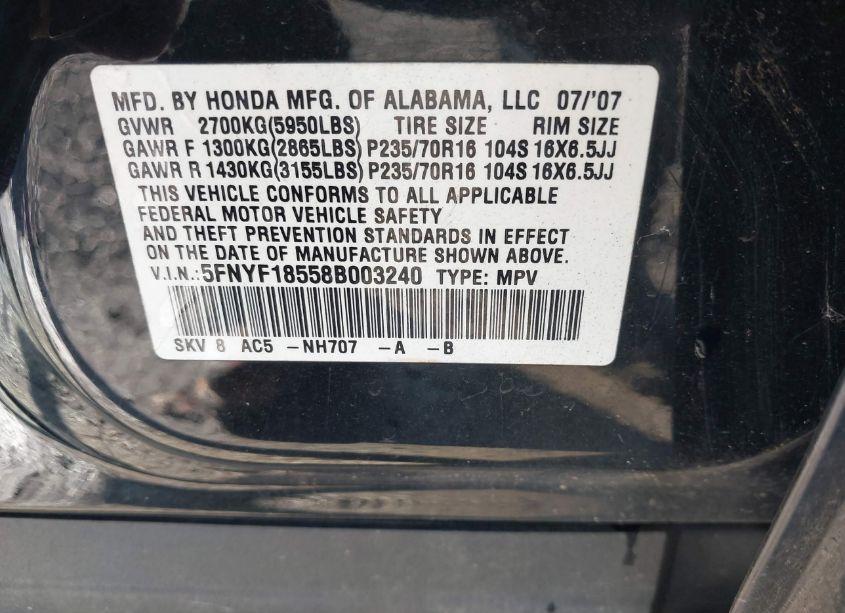 MFD. BY HONDA MFG. OF ALABAMA, LLC 07/'07
GVWR 2700KG(5950LBS) TIRE SIZE RIM SIZE
GAWR F 1300KG(2865LBS) P235/70R16 104S 16X6.5JJ
GAWR R 1430KG(3155LBS) P235/70R16 104S 16X6.5JJ
THIS VEHICLE CONFORMS TO ALL APPLICABLE
FEDERAL MOTOR VEHICLE SAFETY
AND THEFT PREVENTION STANDARDS IN EFFECT
ON THE DATE OF MANUFACTURE SHOWN ABOVE.
V.I.N.:5FNYF18558B003240 TYPE: MPV
SKV 8 AC5 -NH707 -A -B